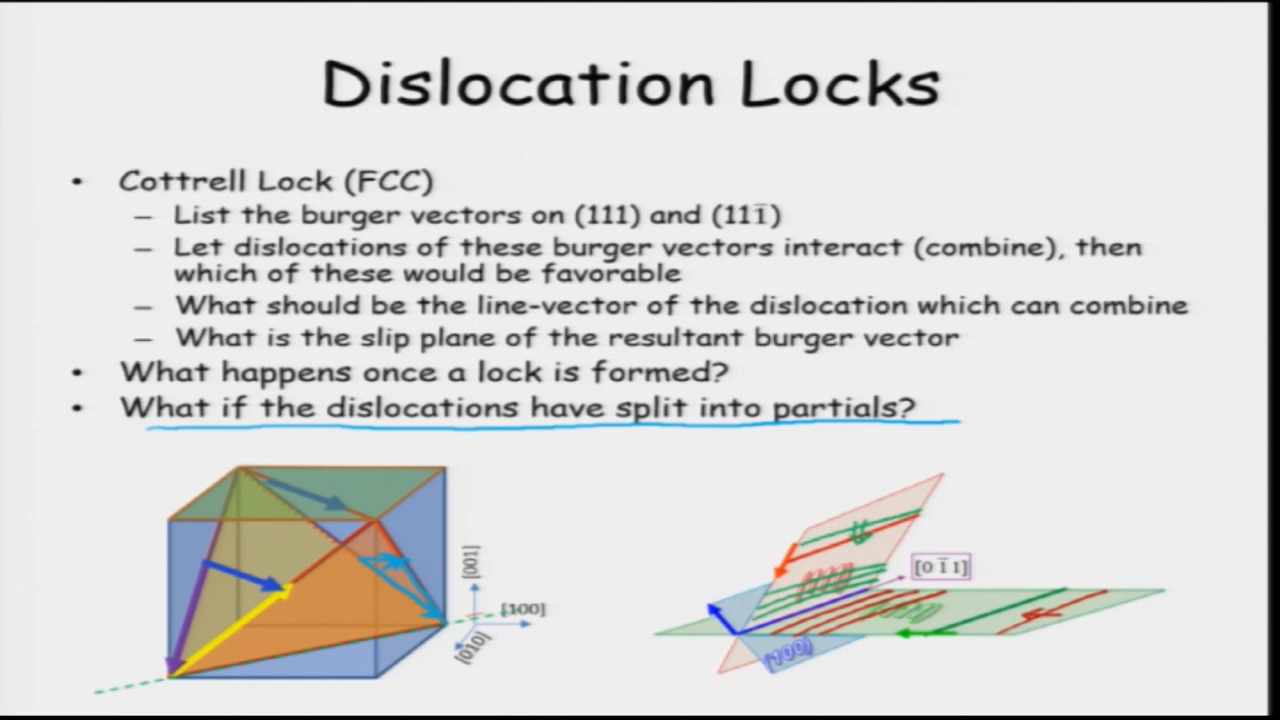 Dislocation Locks
• Cottrell Lock (FCC)
– List the burger vectors on (111) and (111̄)
– Let dislocations of these burger vectors interact (combine), then
which of these would be favorable
– What should be the line-vector of the dislocation which can combine
– What is the slip plane of the resultant burger vector
• What happens once a lock is formed?
• What if the dislocations have split into partials?
[001]
[100]
[010]
[0 1̄ 1]
(100)